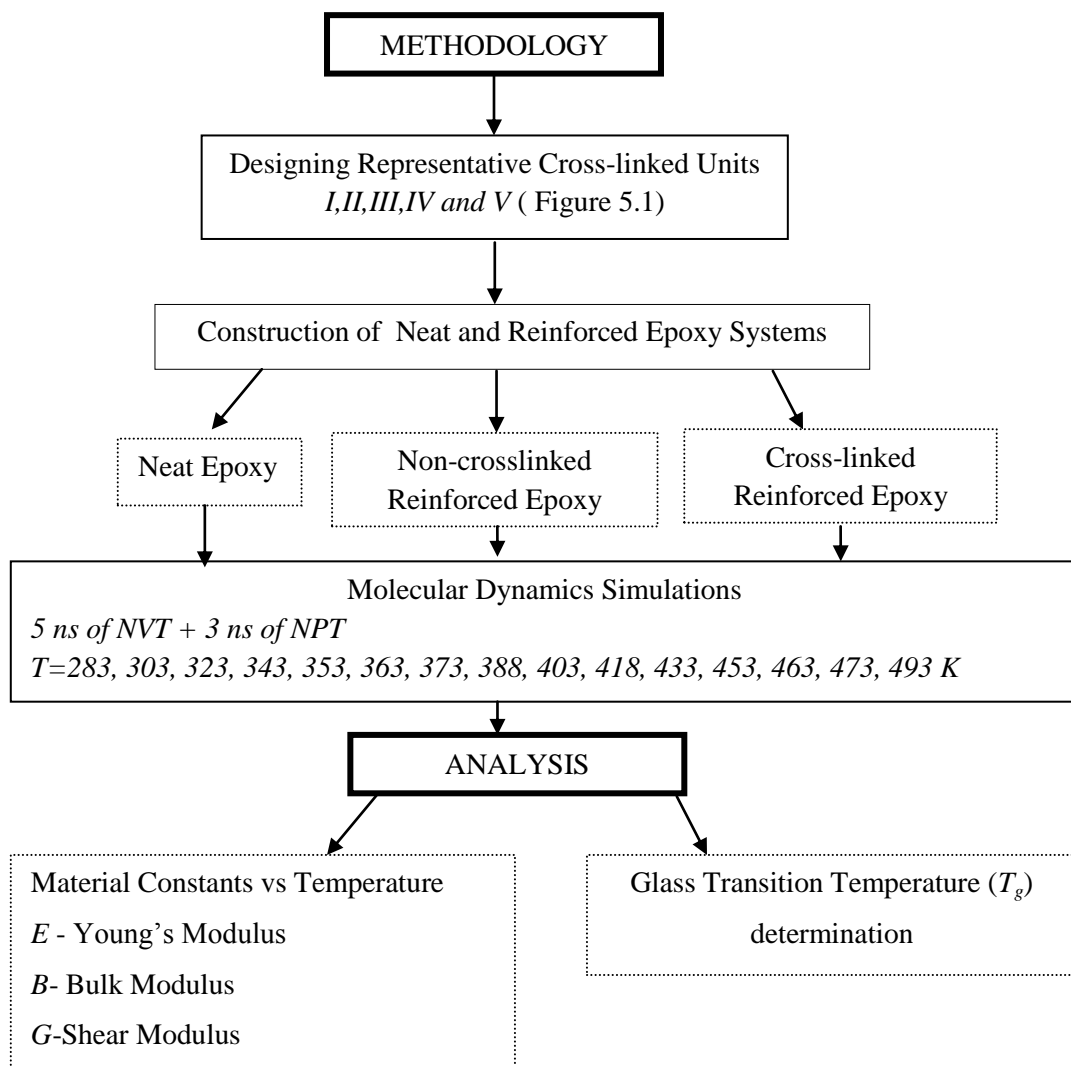 METHODOLOGY
Designing Representative Cross-linked Units
I,II,III,IV and V ( Figure 5.1)
Construction of Neat and Reinforced Epoxy Systems
Neat Epoxy
Non-crosslinked
Reinforced Epoxy
Cross-linked
Reinforced Epoxy
Molecular Dynamics Simulations
5 ns of NVT + 3 ns of NPT
T=283, 303, 323, 343, 353, 363, 373, 388, 403, 418, 433, 453, 463, 473, 493 K
ANALYSIS
Material Constants vs Temperature
E - Young’s Modulus
B- Bulk Modulus
G-Shear Modulus
Glass Transition Temperature (Tg)
determination